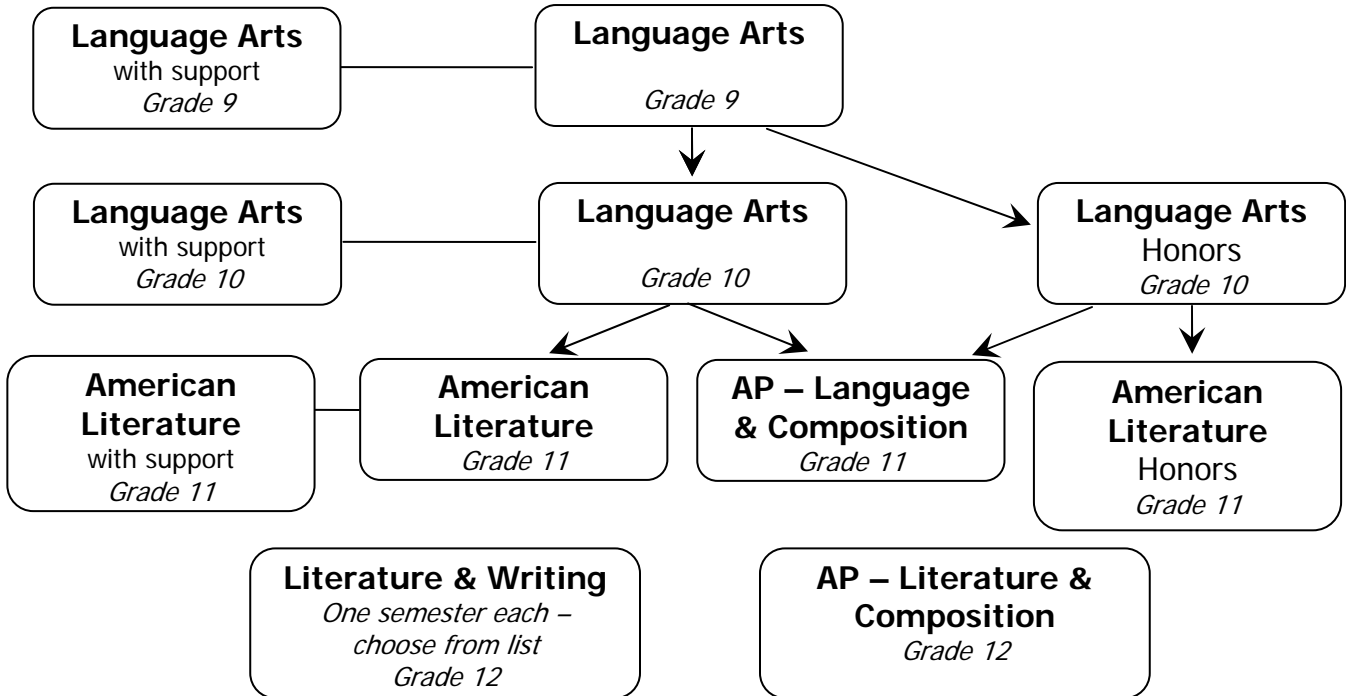 Language Arts
with support
Grade 9
Language Arts
Grade 9
Language Arts
with support
Grade 10
Language Arts
Grade 10
Language Arts
Honors
Grade 10
American
Literature
with support
Grade 11
American
Literature
Grade 11
AP – Language
& Composition
Grade 11
American
Literature
Honors
Grade 11
Literature & Writing
One semester each –
choose from list
Grade 12
AP – Literature &
Composition
Grade 12